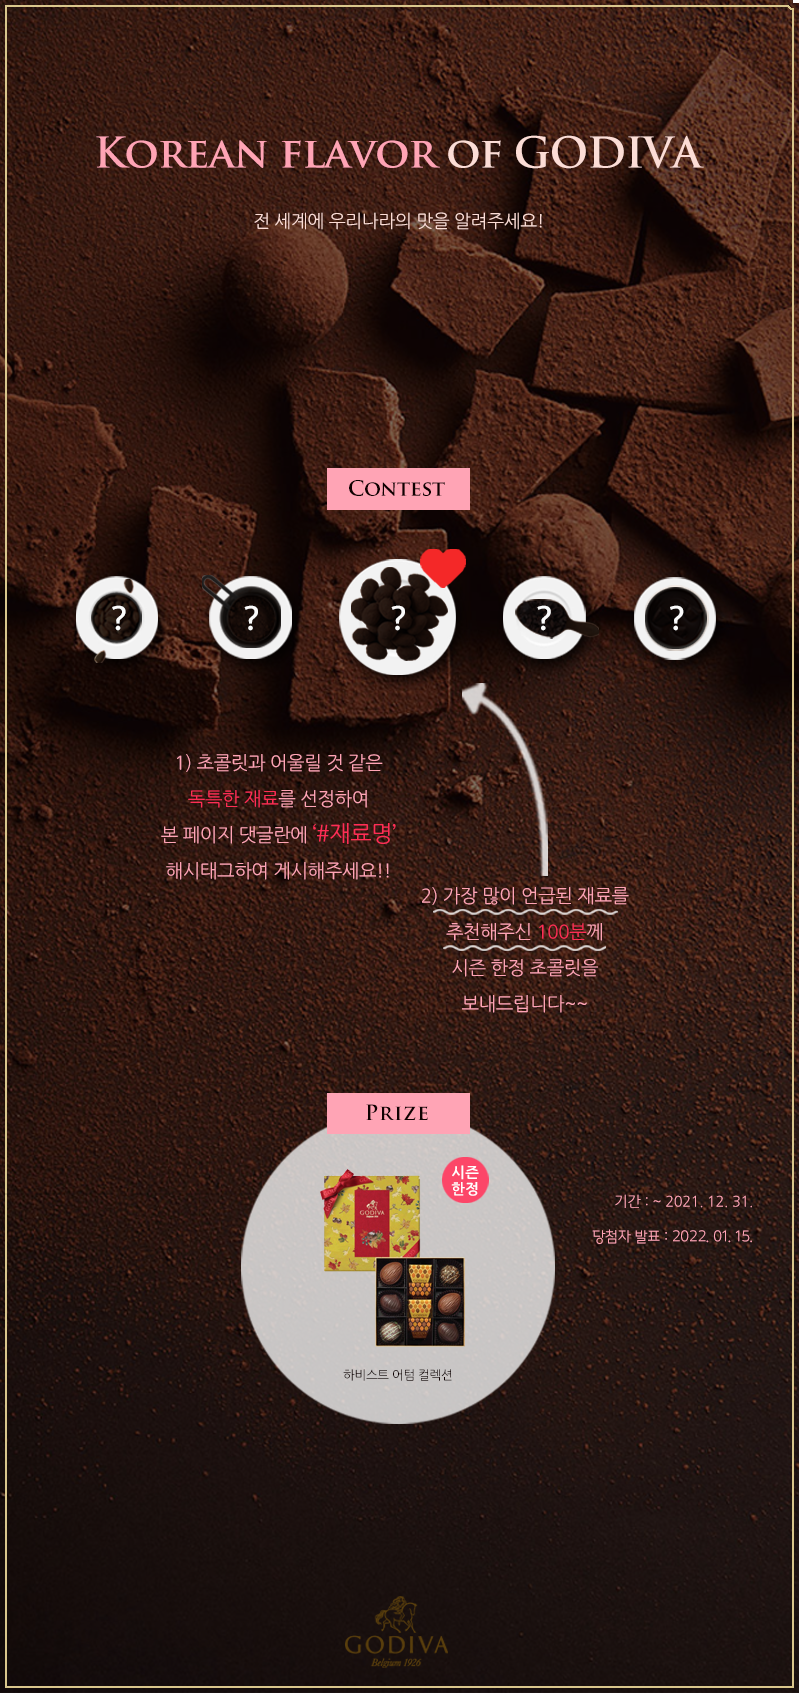 KOREAN FLAVOR OF GODIVA
전 세계에 우리나라의 맛을 알려주세요!
CONTEST
? ? ? ? ?
1) 초콜릿과 어울릴 것 같은
독특한 재료를 선정하여
본 페이지 댓글란에 ‘#재료명’
해시태그하여 게시해주세요!!
2) 가장 많이 언급된 재료를
추천해주신 100분께
시즌 한정 초콜릿을
보내드립니다~~
PRIZE
시즌
한정
GODIVA
기간 : ~ 2021. 12. 31.
당첨자 발표 : 2022. 01. 15.
하비스트 어텀 컬렉션
GODIVA
Belgium 1926